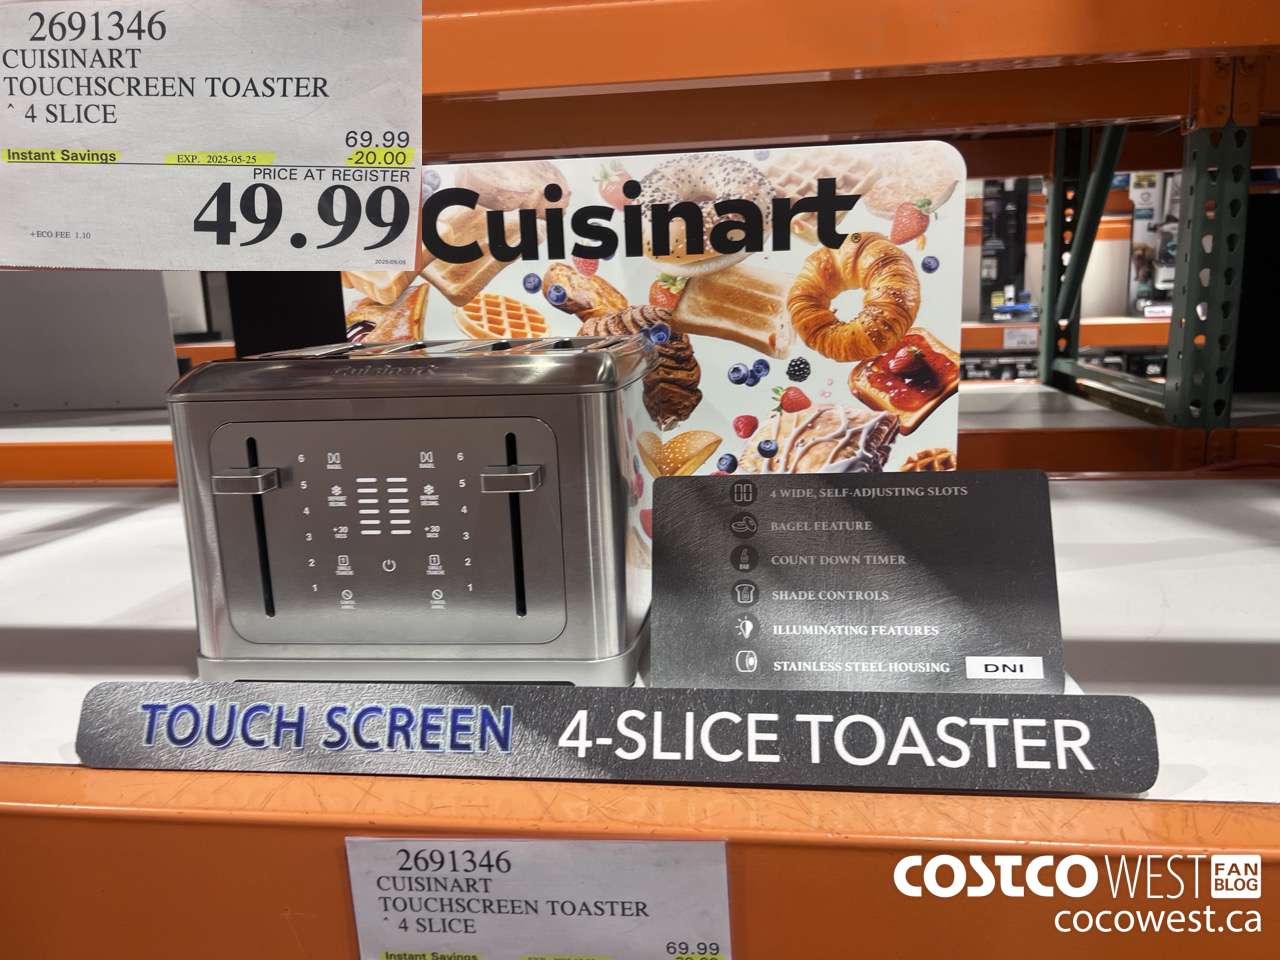 2691346
CUISINART
TOUCHSCREEN TOASTER
^ 4 SLICE
69.99
Instant Savings EXP. 2025-05-25 -20.00
PRICE AT REGISTER
49.99
+ECO FEE 1.10
Cuisinart
Cuisinart
6 BAGEL BAGEL 6
5 5
4 4
3 +30 SECS +30 SECS 3
2 2
1 1
4 WIDE, SELF-ADJUSTING SLOTS
BAGEL FEATURE
COUNT DOWN TIMER
SHADE CONTROLS
ILLUMINATING FEATURES
STAINLESS STEEL HOUSING DNI
TOUCH SCREEN 4-SLICE TOASTER
2691346
CUISINART
TOUCHSCREEN TOASTER
^ 4 SLICE
69.99
Instant Savings
COSTCO WEST FAN BLOG
cocowest.ca